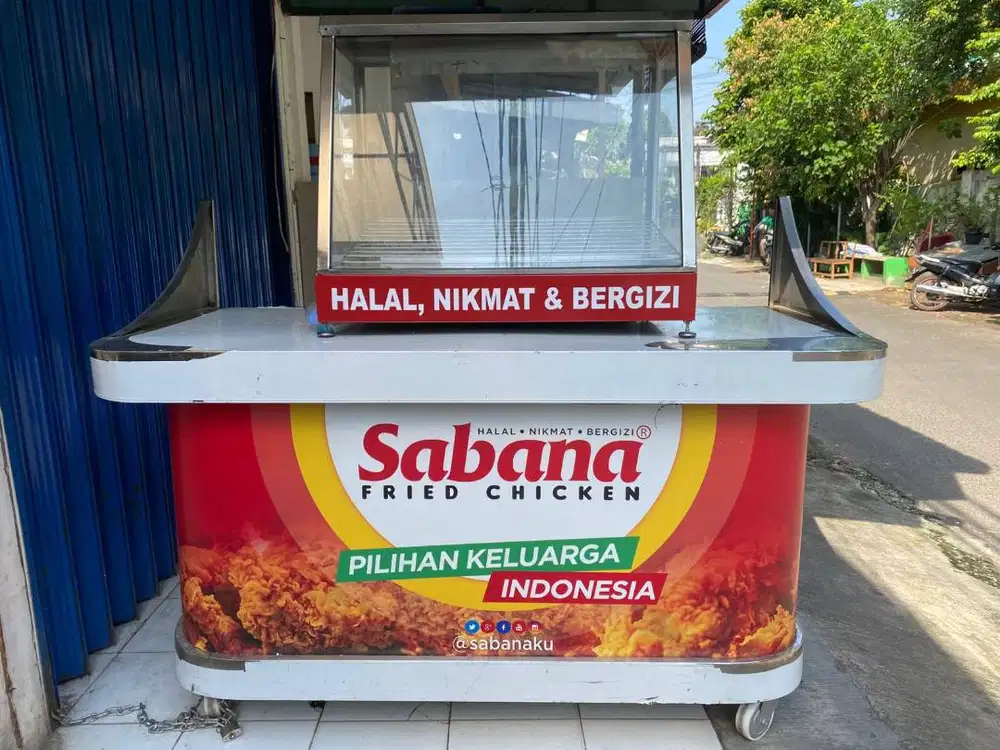 HALAL, NIKMAT & BERGIZI
HALAL • NIKMAT • BERGIZI ®
Sabana
FRIED CHICKEN
PILIHAN KELUARGA
INDONESIA
@sabanaku